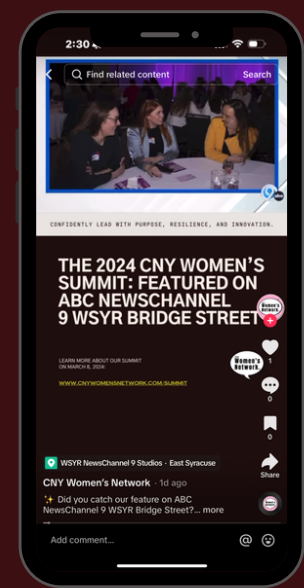 2:30
Find related content
Search
CONFIDENTLY LEAD WITH PURPOSE, RESILIENCE, AND INNOVATION.
THE 2024 CNY WOMEN'S
SUMMIT: FEATURED ON
ABC NEWSCHANNEL
9 WSYR BRIDGE STREET
LEARN MORE ABOUT OUR SUMMIT
ON MARCH 8, 2024:
WWW.CNYWOMENSNETWORK.COM/SUMMIT
Women's
Network
1
0
0
Share
WSYR NewsChannel 9 Studios · East Syracuse
CNY Women's Network · 1d ago
✨ Did you catch our feature on ABC
NewsChannel 9 WSYR Bridge Street?... more
Add comment...